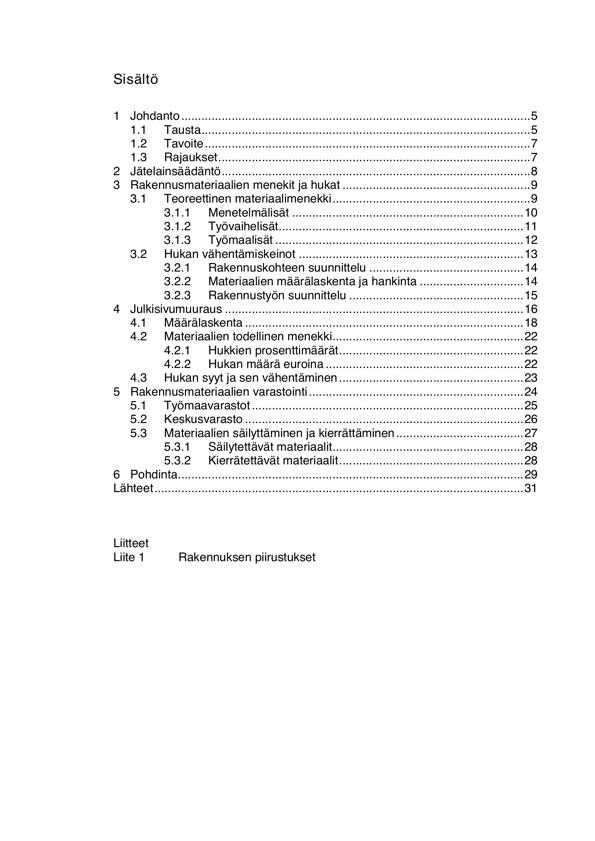 Sisältö
1 Johdanto.....5
1.1 Tausta.....5
1.2 Tavoite.....7
1.3 Rajaukset.....7
2 Jätelainsäädäntö.....8
3 Rakennusmateriaalien menekit ja hukat.....9
3.1 Teoreettinen materiaalimenekki.....9
3.1.1 Menetelmälisät.....10
3.1.2 Työvaihelisät.....11
3.1.3 Työmaalisät.....12
3.2 Hukan vähentämiskeinot.....13
3.2.1 Rakennuskohteen suunnittelu.....14
3.2.2 Materiaalien määrälaskenta ja hankinta.....14
3.2.3 Rakennustyön suunnittelu.....15
4 Julkisivumuuraus.....16
4.1 Määrälaskenta.....18
4.2 Materiaalien todellinen menekki.....22
4.2.1 Hukkien prosenttimäärät.....22
4.2.2 Hukan määrä euroina.....22
4.3 Hukan syyt ja sen vähentäminen.....23
5 Rakennusmateriaalien varastointi.....24
5.1 Työmaavarastot.....25
5.2 Keskusvarasto.....26
5.3 Materiaalien säilyttäminen ja kierrättäminen.....27
5.3.1 Säilytettävät materiaalit.....28
5.3.2 Kierrätettävät materiaalit.....28
6 Pohdinta.....29
Lähteet.....31
Liitteet
Liite 1 Rakennuksen piirustukset